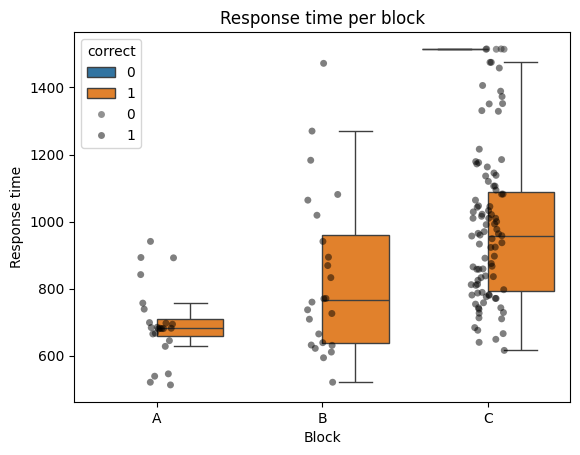 Response time per block
correct
0
1
0
1
1400
1200
1000
800
600
Response time
A
B
C
Block